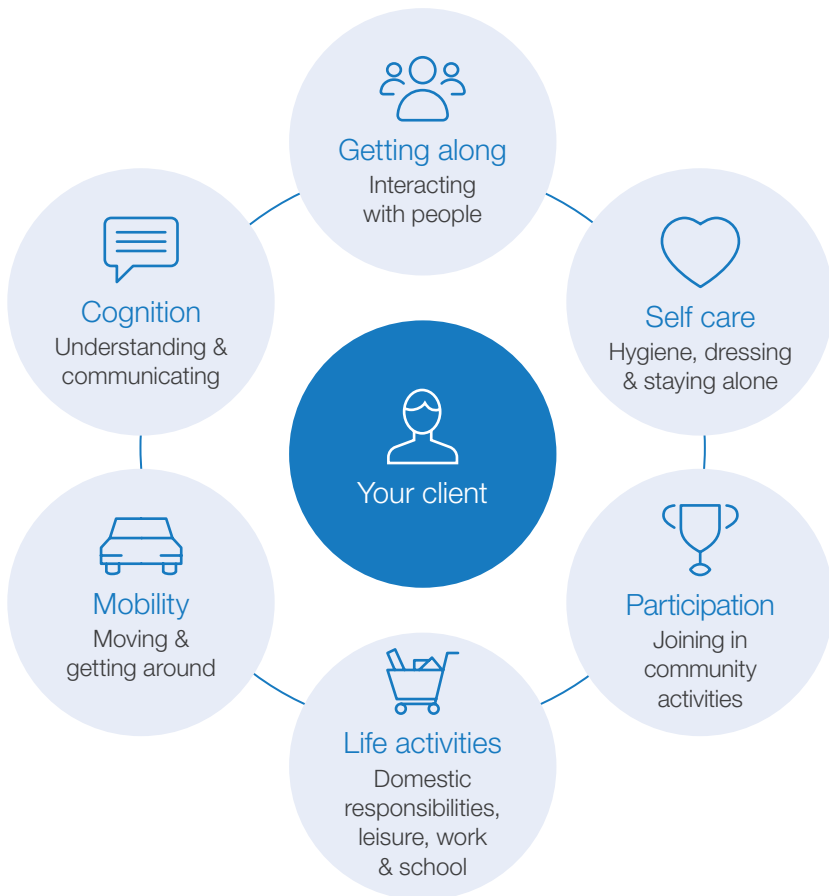 Getting along
Interacting
with people
Cognition
Understanding &
communicating
Self care
Hygiene, dressing
& staying alone
Your client
Mobility
Moving &
getting around
Participation
Joining in
community
activities
Life activities
Domestic
responsibilities,
leisure, work
& school